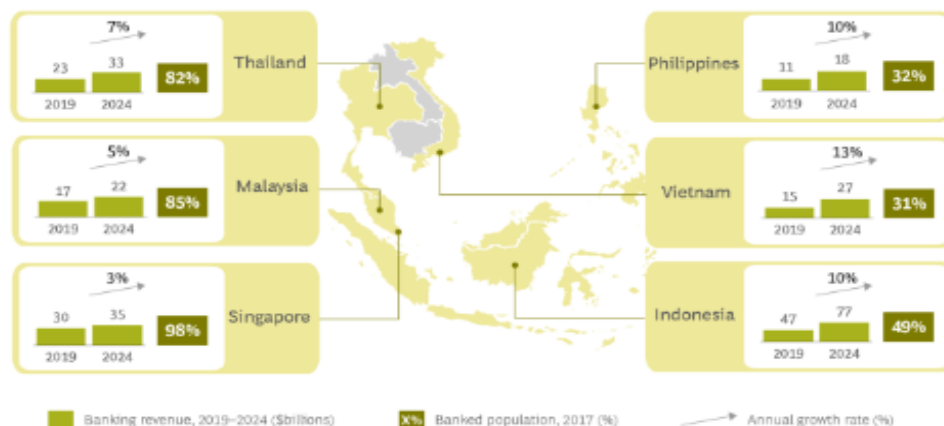 7%
23 33
82%
2019 2024
Thailand
5%
17 22
85%
2019 2024
Malaysia
3%
30 35
98%
2019 2024
Singapore
Philippines
10%
11 18
32%
2019 2024
Vietnam
13%
15 27
31%
2019 2024
Indonesia
10%
47 77
49%
2019 2024
Banking revenue, 2019–2024 ($billions)
X% Banked population, 2017 (%)
Annual growth rate (%)